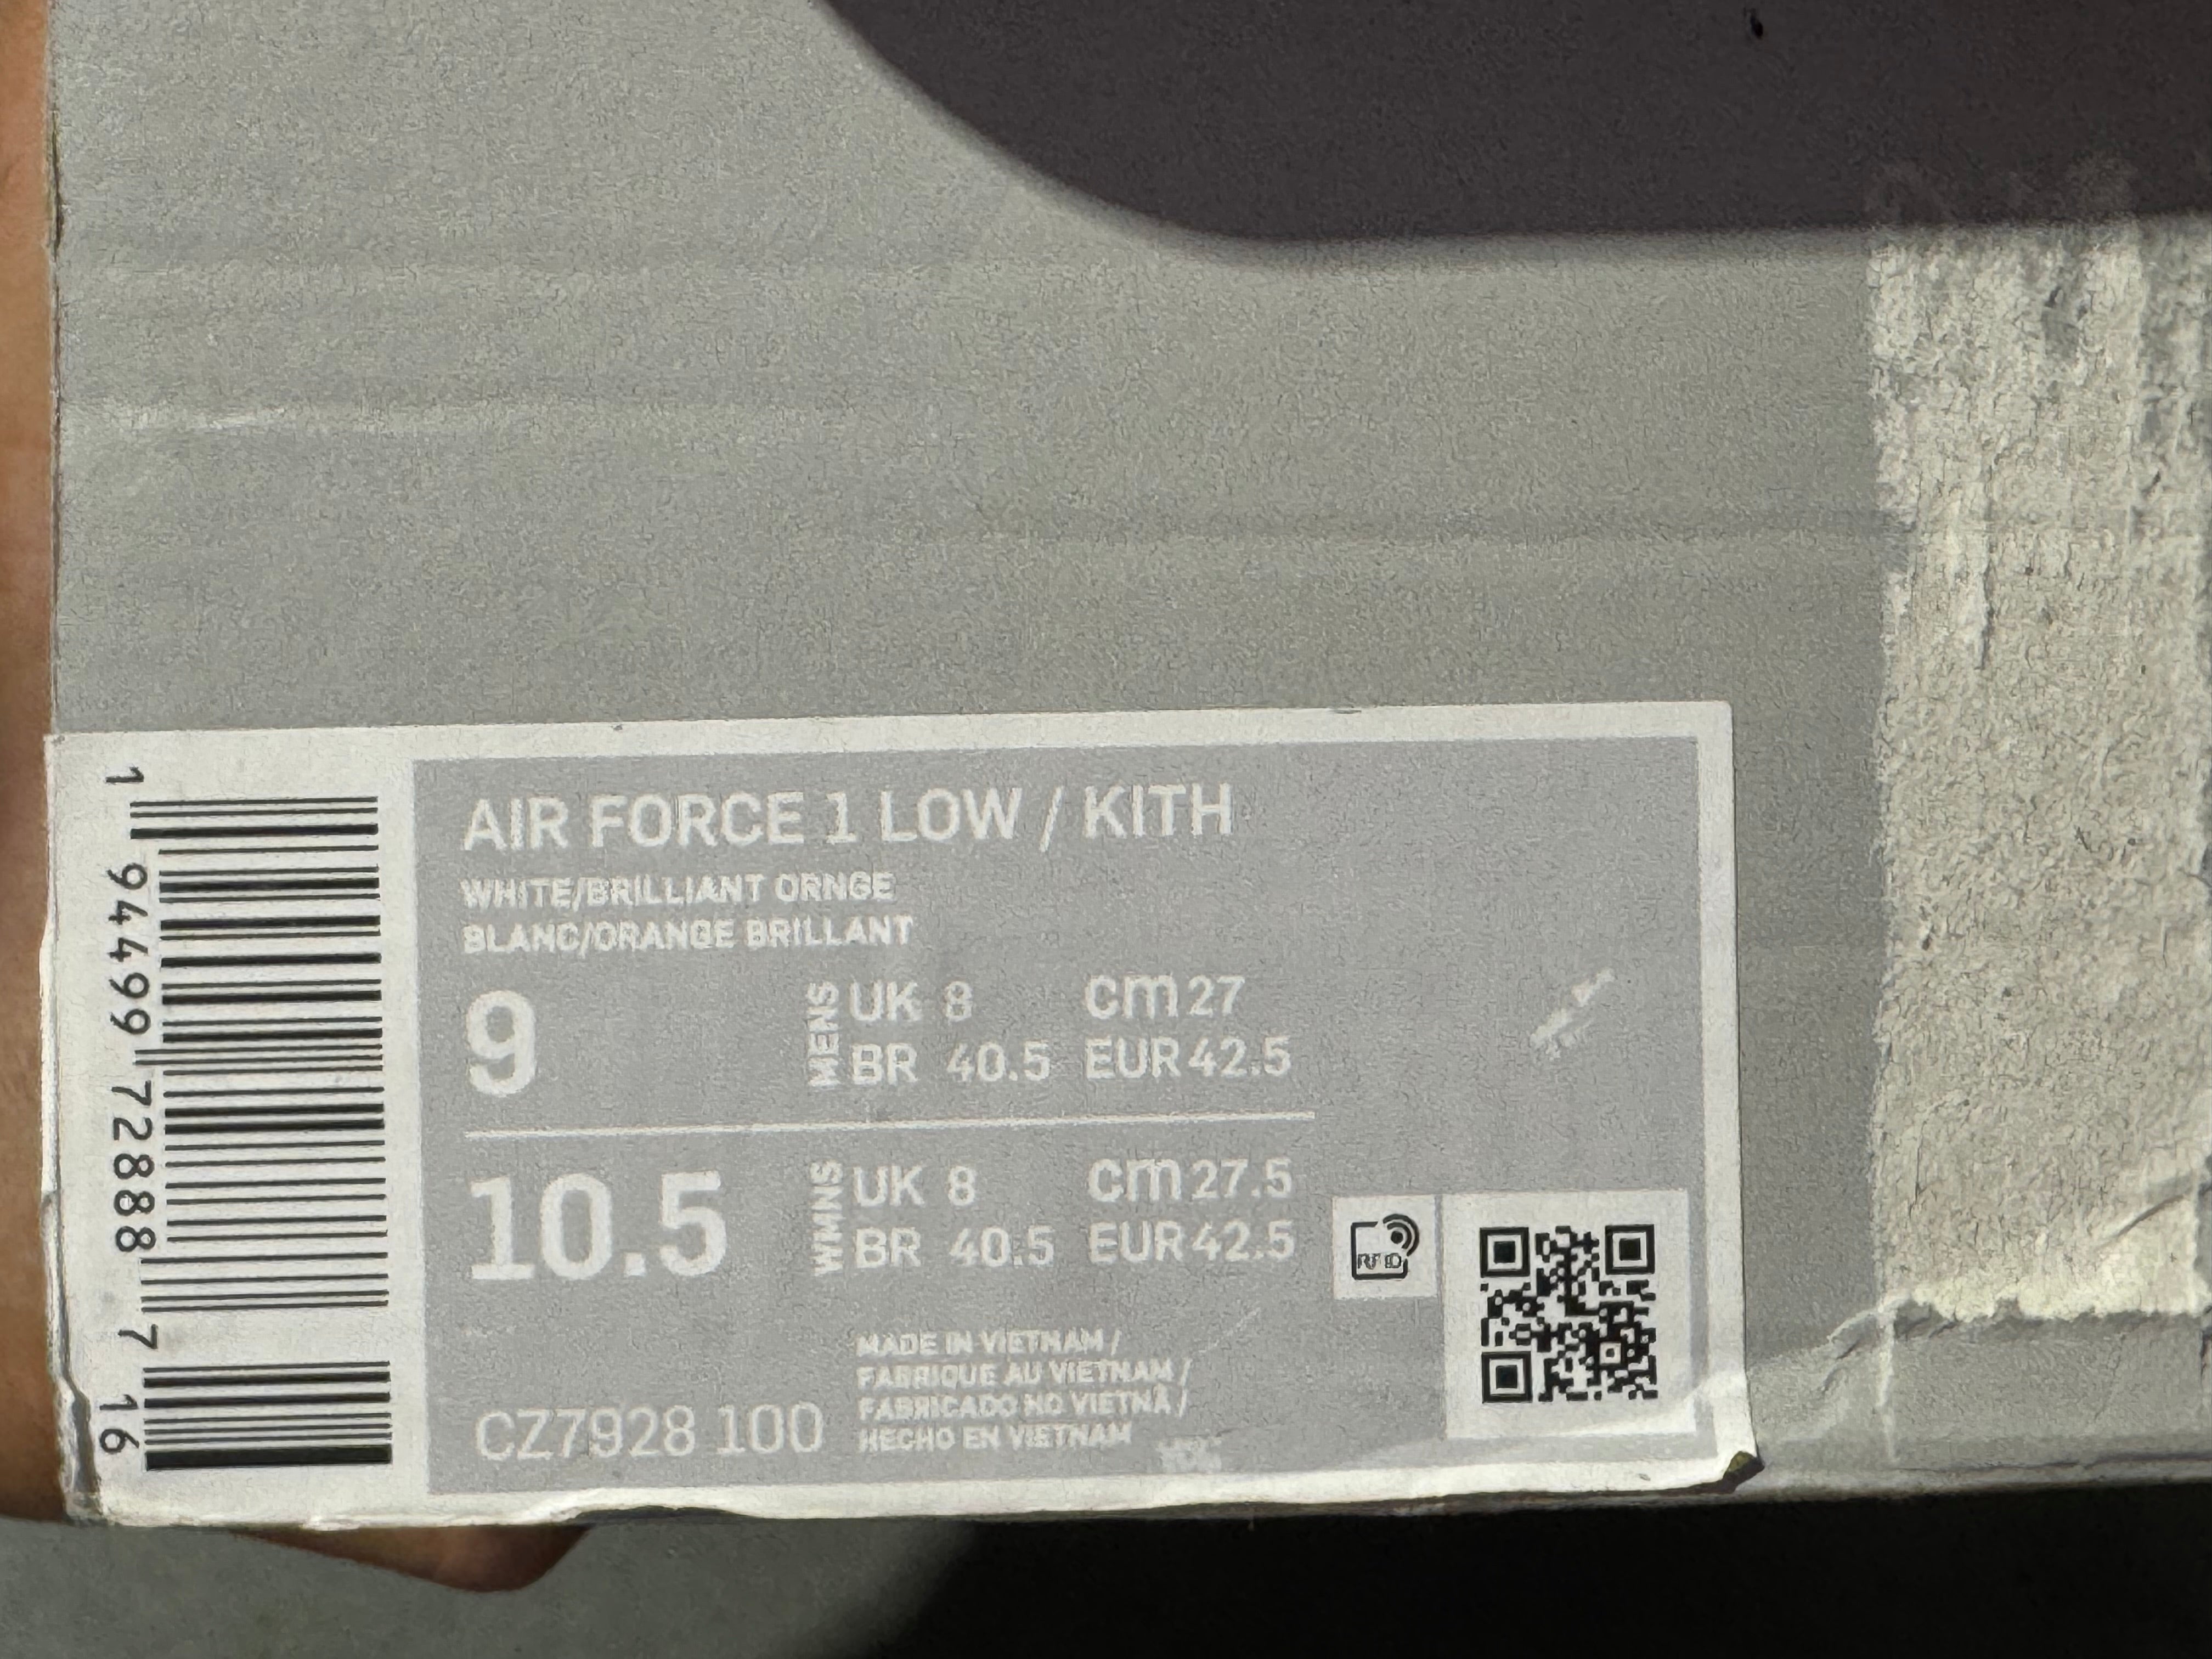 AIR FORCE 1 LOW / KITH
WHITE/BRILLIANT ORNGE
BLANC/ORANGE BRILLANT
9
MENS
UK 8 cm 27
BR 40.5 EUR 42.5
10.5
WMNS
UK 8 cm 27.5
BR 40.5 EUR 42.5
MADE IN VIETNAM /
FABRIQUE AU VIETNAM /
FABRICADO NO VIETNÃ /
HECHO EN VIETNAM
CZ7928 100
RFID
1 94499 72888 7 16